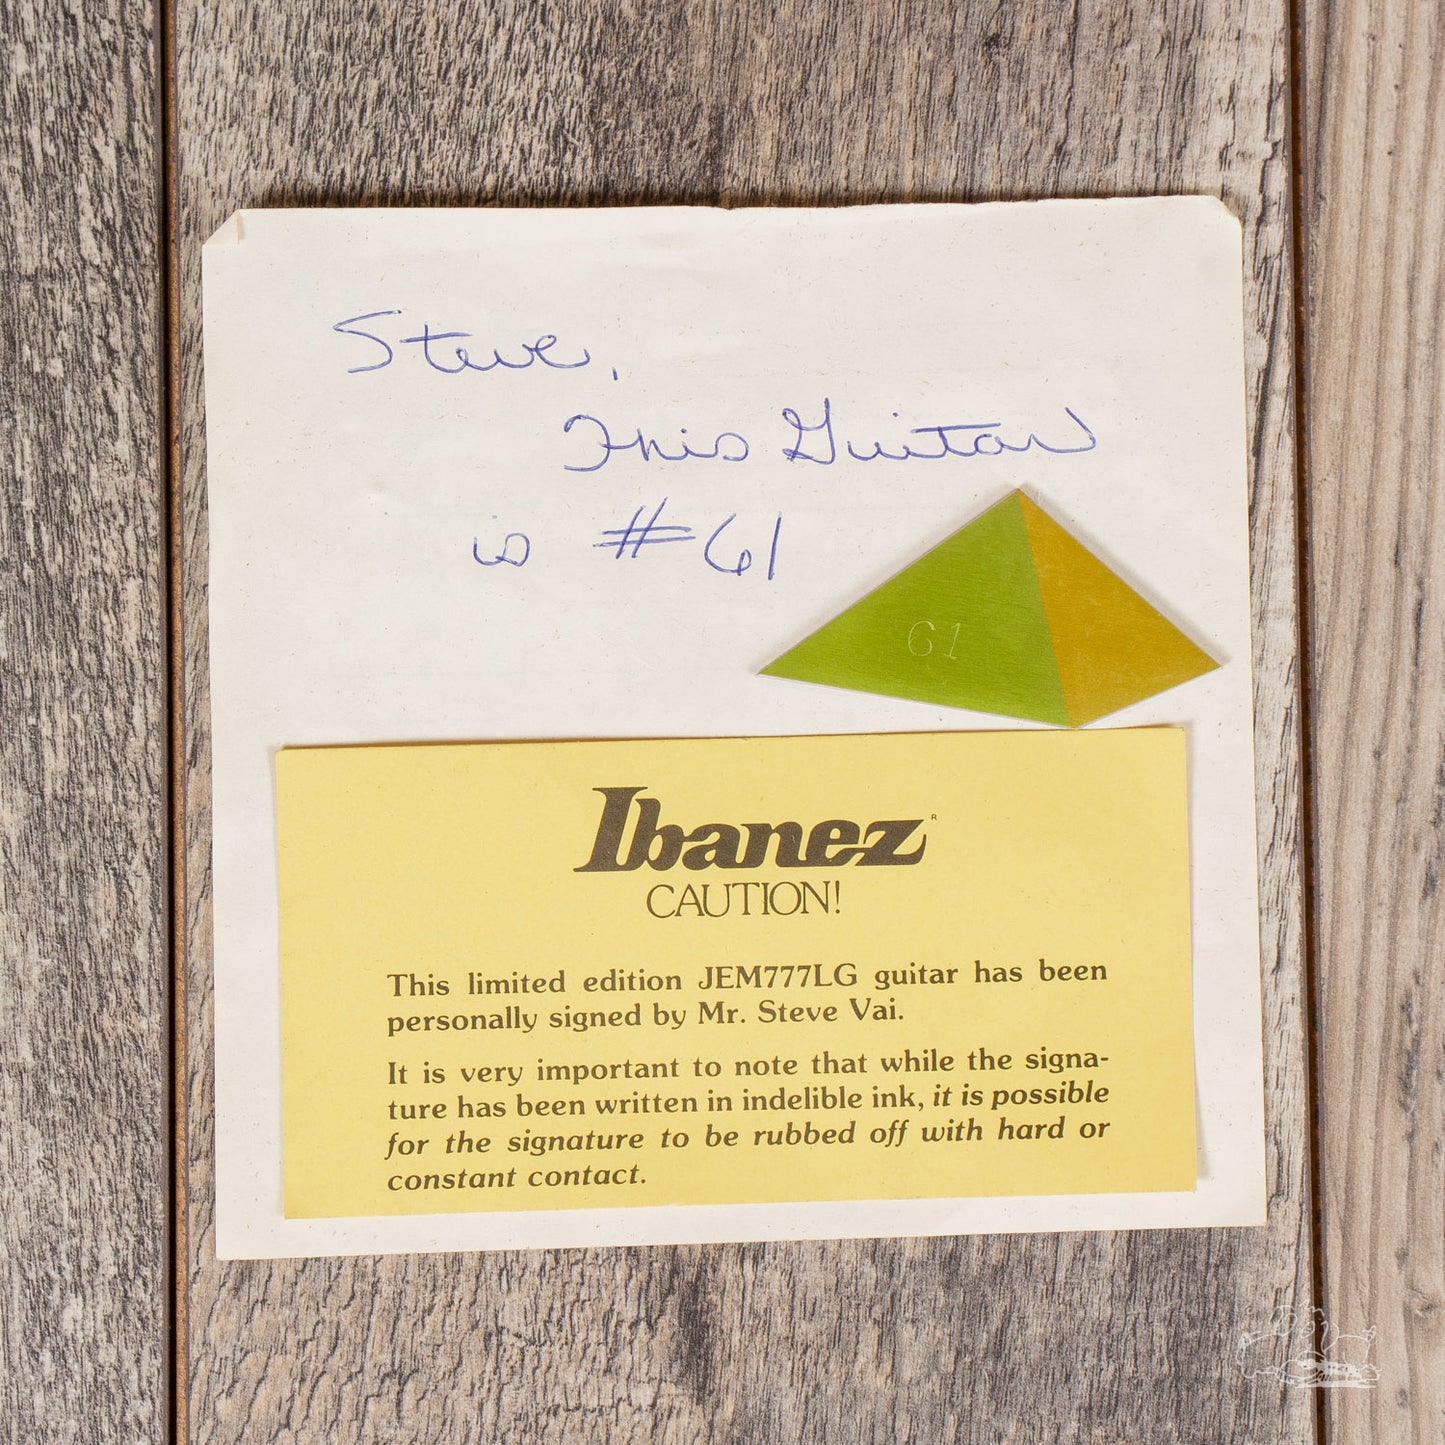 Steve,
This Guitar
is #61
61
Ibanez®
CAUTION!
This limited edition JEM777LG guitar has been
personally signed by Mr. Steve Vai.
It is very important to note that while the signa-
ture has been written in indelible ink, it is possible
for the signature to be rubbed off with hard or
constant contact.